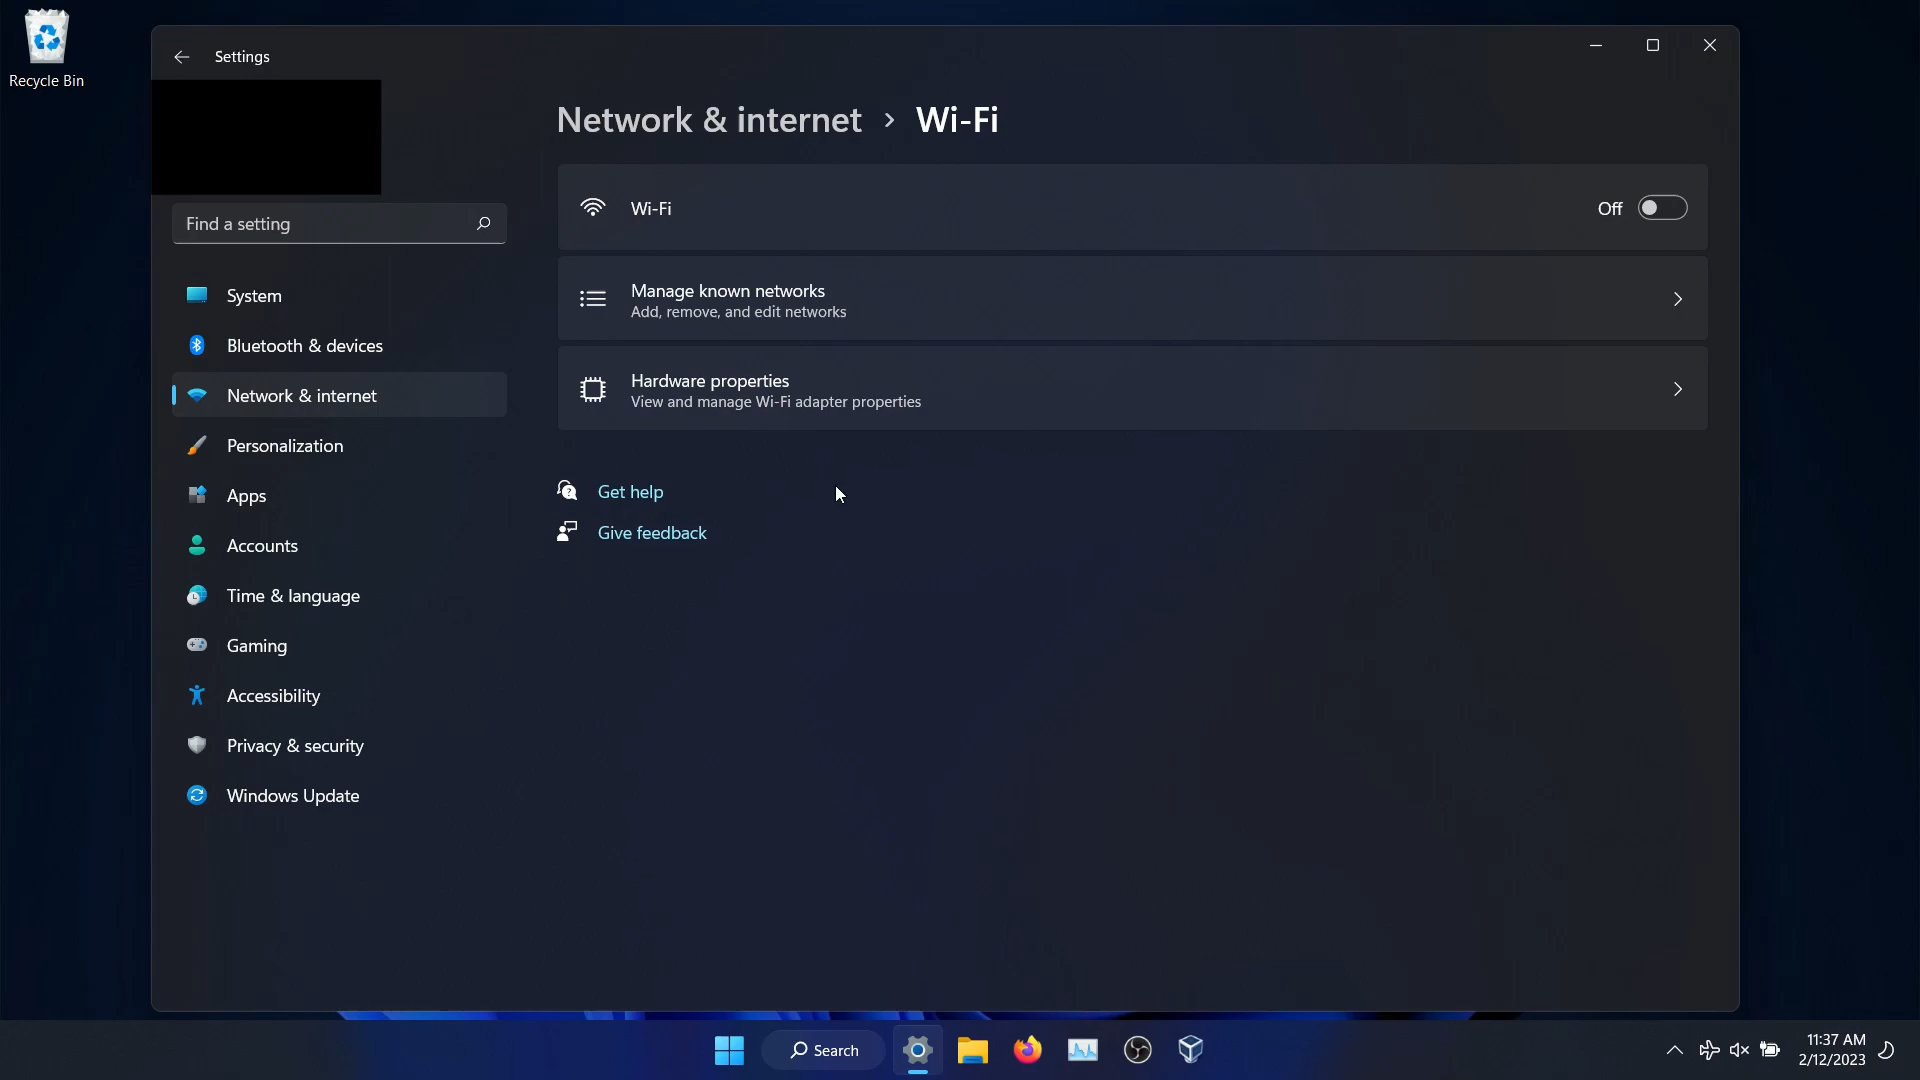 Recycle Bin
Settings
Network & internet > Wi-Fi
Find a setting
Wi-Fi
Off
System
Manage known networks
Add, remove, and edit networks
Bluetooth & devices
Hardware properties
View and manage Wi-Fi adapter properties
Network & internet
Personalization
Get help
Apps
Give feedback
Accounts
Time & language
Gaming
Accessibility
Privacy & security
Windows Update
Search
11:37 AM
2/12/2023